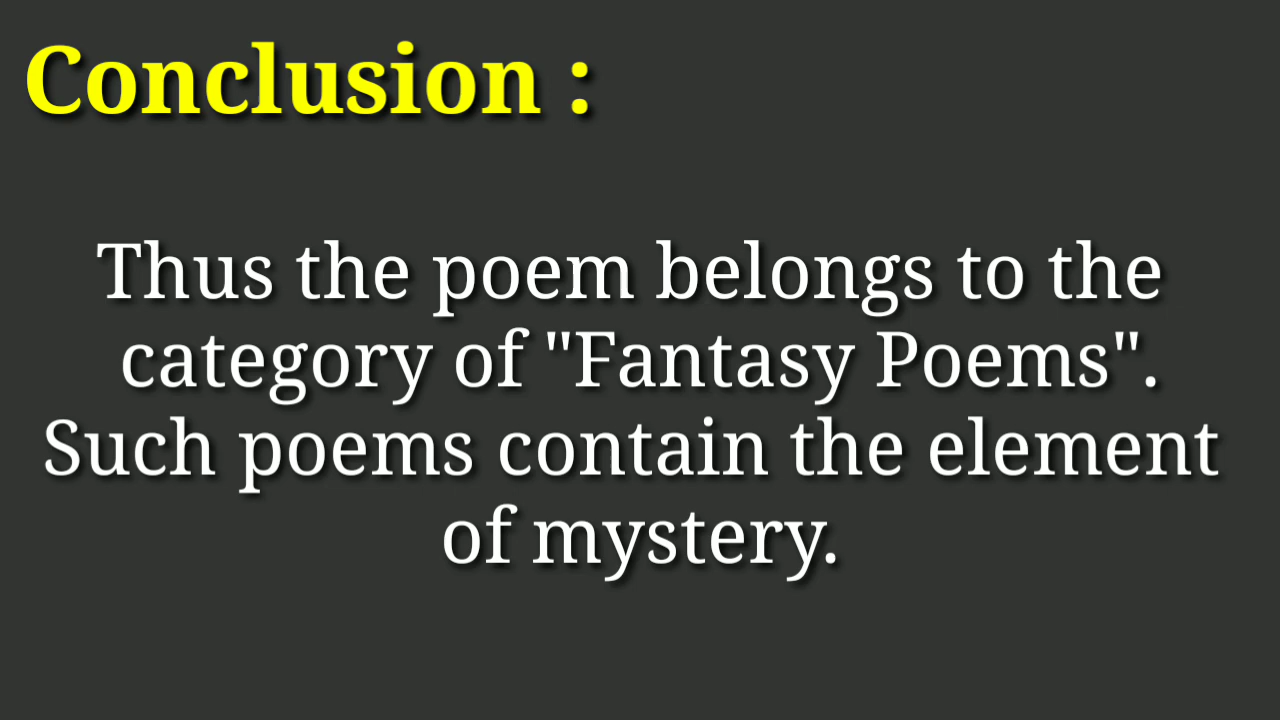 Conclusion :
Thus the poem belongs to the
category of "Fantasy Poems".
Such poems contain the element
of mystery.